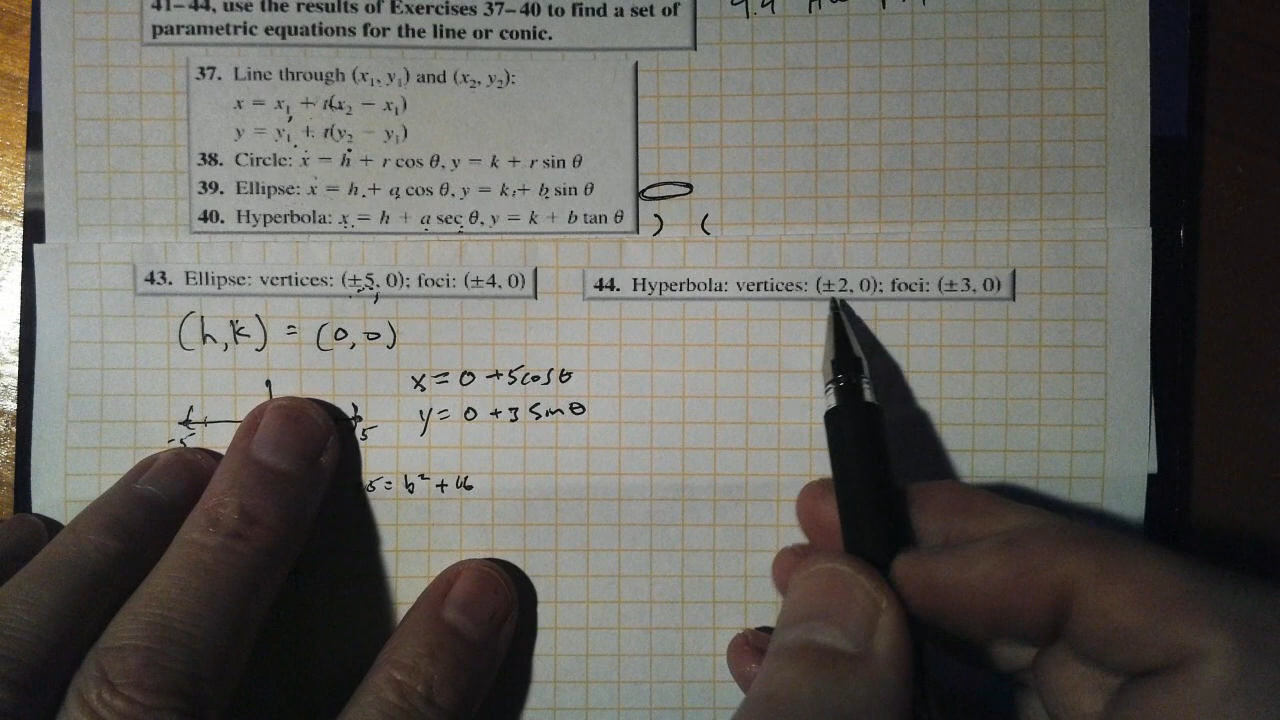 41–44, use the results of Exercises 37–40 to find a set of
parametric equations for the line or conic.
37. Line through (x₁, y₁) and (x₂, y₂):
x = x₁ + t(x₂ − x₁)
y = y₁ + t(y₂ − y₁)
38. Circle: x = h + r cos θ, y = k + r sin θ
39. Ellipse: x = h + a cos θ, y = k + b sin θ
40. Hyperbola: x = h + a sec θ, y = k + b tan θ
43. Ellipse: vertices: (±5, 0); foci: (±4, 0)
44. Hyperbola: vertices: (±2, 0); foci: (±3, 0)
(h,k) = (0,0)
x = 0 + 5cosθ
y = 0 + 3 sinθ
-5 5
5 = b² + 16